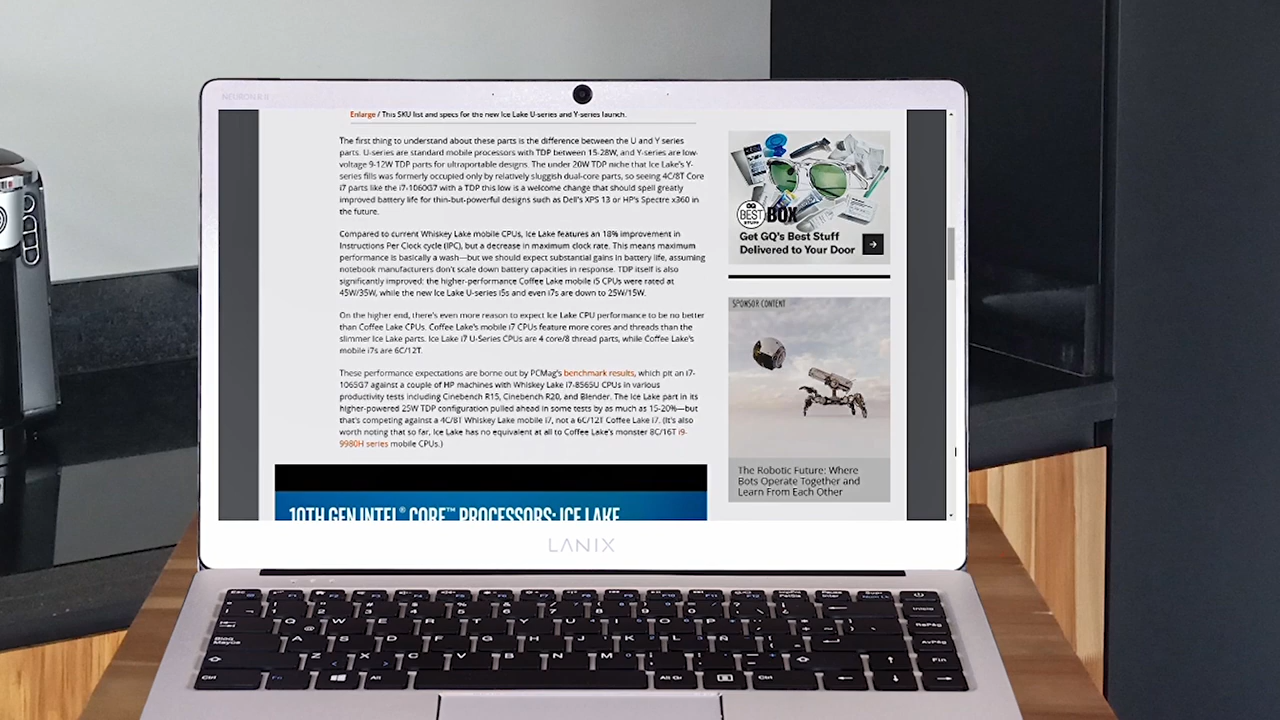 NEURON
Enlarge / This SKU list and specs for the new Ice Lake U-series and Y-series launch.
The first thing to understand about these parts is the difference between the U and Y series
parts. U-series are standard mobile processors with TDP between 15-28W, and Y-series are low-
voltage 9-12W TDP parts for ultraportable designs. The under 20W TDP niche that Ice Lake's Y-
series fills was formerly occupied only by relatively sluggish dual-core parts, so seeing 4C/8T Core
i7 parts like the i7-1060G7 with a TDP this low is a welcome change that should spell greatly
improved battery life for thin-but-powerful designs such as Dell's XPS 13 or HP's Spectre x360 in
the future.
Compared to current Whiskey Lake mobile CPUs, Ice Lake features an 18% improvement in
Instructions Per Clock cycle (IPC), but a decrease in maximum clock rate. This means maximum
performance is basically a wash—but we should expect substantial gains in battery life, assuming
notebook manufacturers don't scale down battery capacities in response. TDP itself is also
significantly improved: the higher-performance Coffee Lake mobile i5 CPUs were rated at
45W/35W, while the new Ice Lake U-series i5s and even i7s are down to 25W/15W.
On the higher end, there's even more reason to expect Ice Lake CPU performance to be no better
than Coffee Lake CPUs. Coffee Lake's mobile i7 CPUs feature more cores and threads than the
slimmer Ice Lake parts. Ice Lake i7 U-Series CPUs are 4 core/8 thread parts, while Coffee Lake's
mobile i7s are 6C/12T.
These performance expectations are borne out by PCMag's benchmark results, which pit an i7-
1065G7 against a couple of HP machines with Whiskey Lake i7-8565U CPUs in various
productivity tests including Cinebench R15, Cinebench R20, and Blender. The Ice Lake part in its
higher-powered 25W TDP configuration pulled ahead in some tests by as much as 15-20%—but
that's competing against a 4C/8T Whiskey Lake mobile i7, not a 6C/12T Coffee Lake i7. (It's also
worth noting that so far, Ice Lake has no equivalent at all to Coffee Lake's monster 8C/16T i9-
9980H series mobile CPUs.)
10TH GEN INTEL® CORE™ PROCESSORS: ICE LAKE
GQ
BEST
STUFF
BOX
Get GQ's Best Stuff
Delivered to Your Door
SPONSOR CONTENT
The Robotic Future: Where
Bots Operate Together and
Learn From Each Other
LANIX
Inicio
Q W E R T Y U I O P
RePág
Bloq
Mayús
A S D F G H J K L Ñ
AvPág
Z X C V B N M
Fin
Ctrl Fn Alt Alt Gr Ctrl